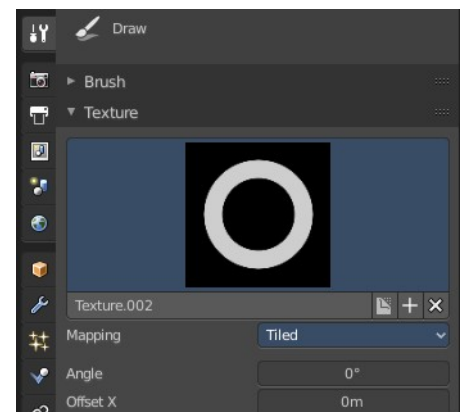 Draw
Brush
Texture
Texture.002
Mapping Tiled
Angle 0°
Offset X 0m